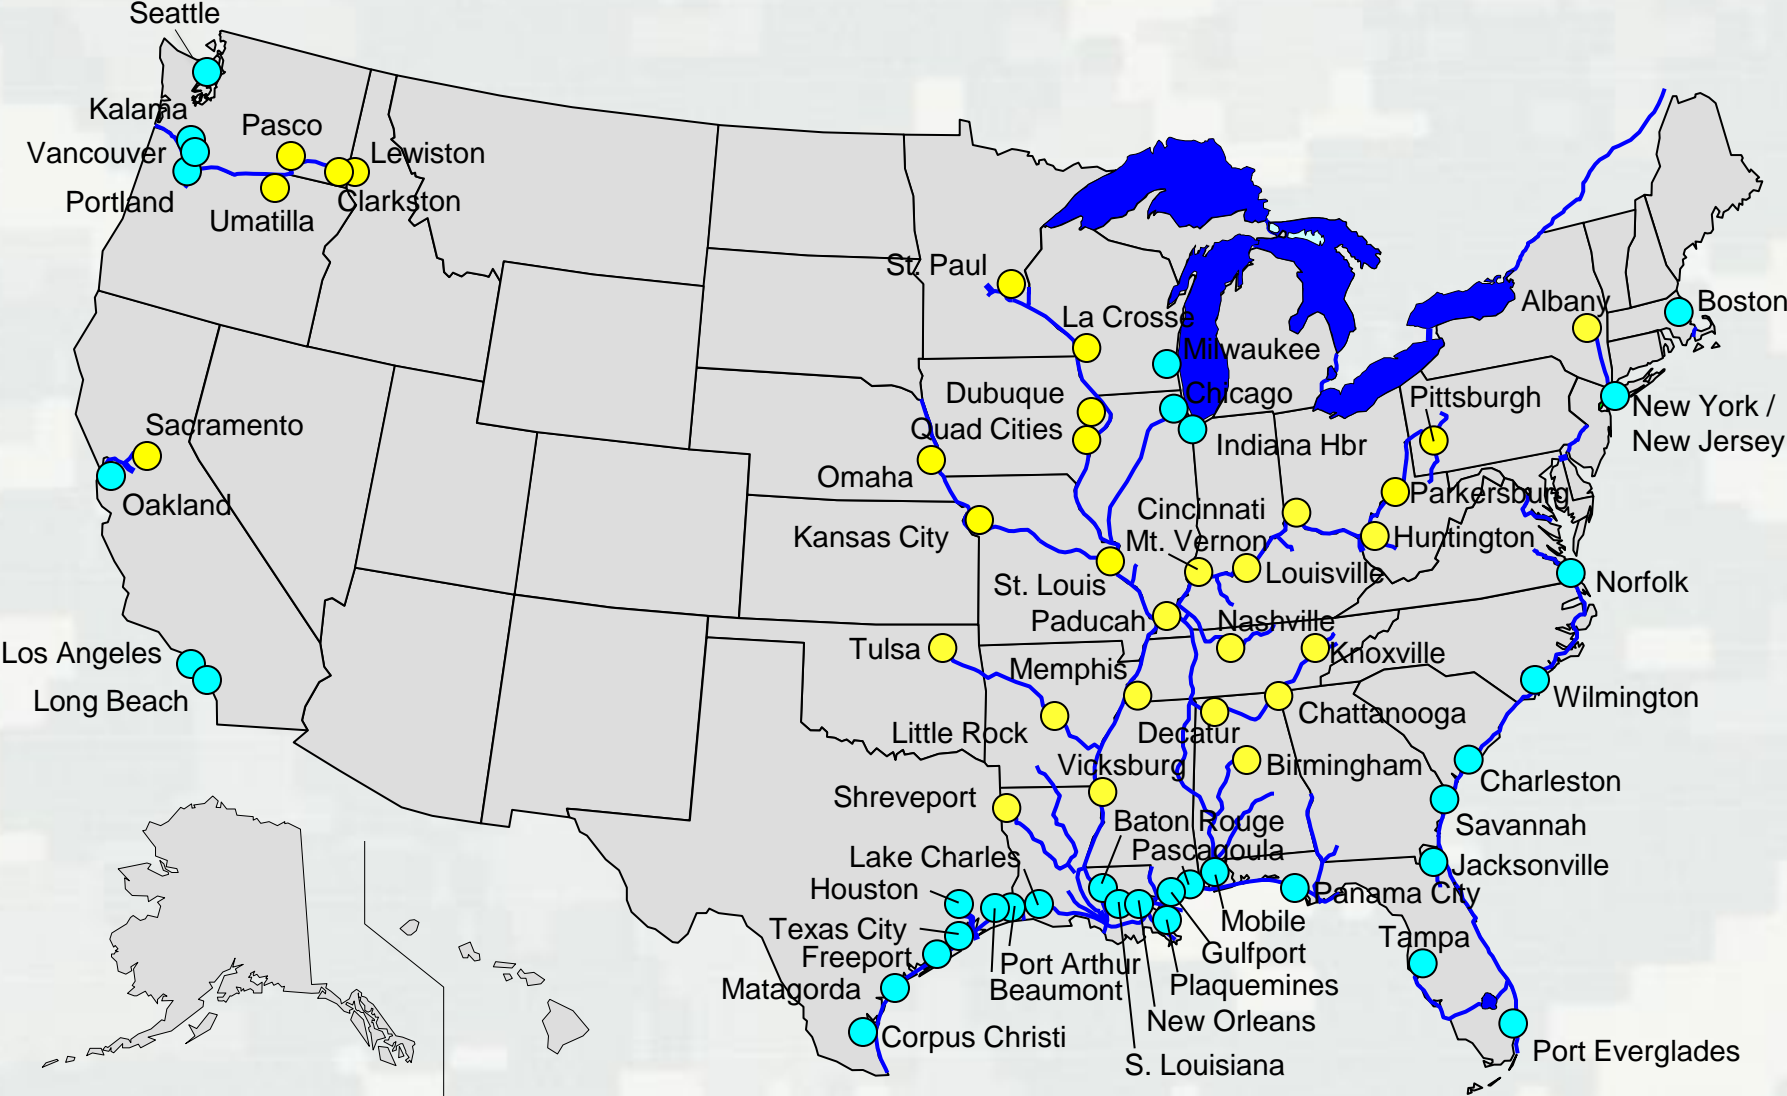 Seattle
Kalama
Pasco
Vancouver
Lewiston
Portland
Clarkston
Umatilla
St. Paul
La Crosse
Albany
Boston
Milwaukee
Dubuque
Chicago
Pittsburgh
New York /
New Jersey
Sacramento
Quad Cities
Indiana Hbr
Omaha
Oakland
Parkersburg
Cincinnati
Kansas City
Mt. Vernon
Huntington
St. Louis
Louisville
Norfolk
Paducah
Nashville
Los Angeles
Tulsa
Knoxville
Memphis
Long Beach
Wilmington
Chattanooga
Little Rock
Decatur
Vicksburg
Birmingham
Charleston
Shreveport
Baton Rouge
Savannah
Pascagoula
Lake Charles
Jacksonville
Houston
Panama City
Mobile
Texas City
Tampa
Freeport
Gulfport
Port Arthur
Matagorda
Beaumont
Plaquemines
New Orleans
Corpus Christi
Port Everglades
S. Louisiana